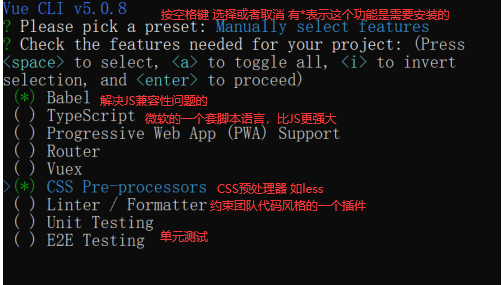 Vue CLI v5.0.8
? Please pick a preset: Manually select features
按空格键 选择或者取消 有*表示这个功能是需要安装的
? Check the features needed for your project: (Press
<space> to select, <a> to toggle all, <i> to invert
selection, and <enter> to proceed)
(*) Babel 解决JS兼容性问题的
( ) TypeScript 微软的一个套脚本语言，比JS更强大
( ) Progressive Web App (PWA) Support
( ) Router
( ) Vuex
>(*) CSS Pre-processors CSS预处理器 如less
( ) Linter / Formatter 约束团队代码风格的一个插件
( ) Unit Testing
( ) E2E Testing 单元测试